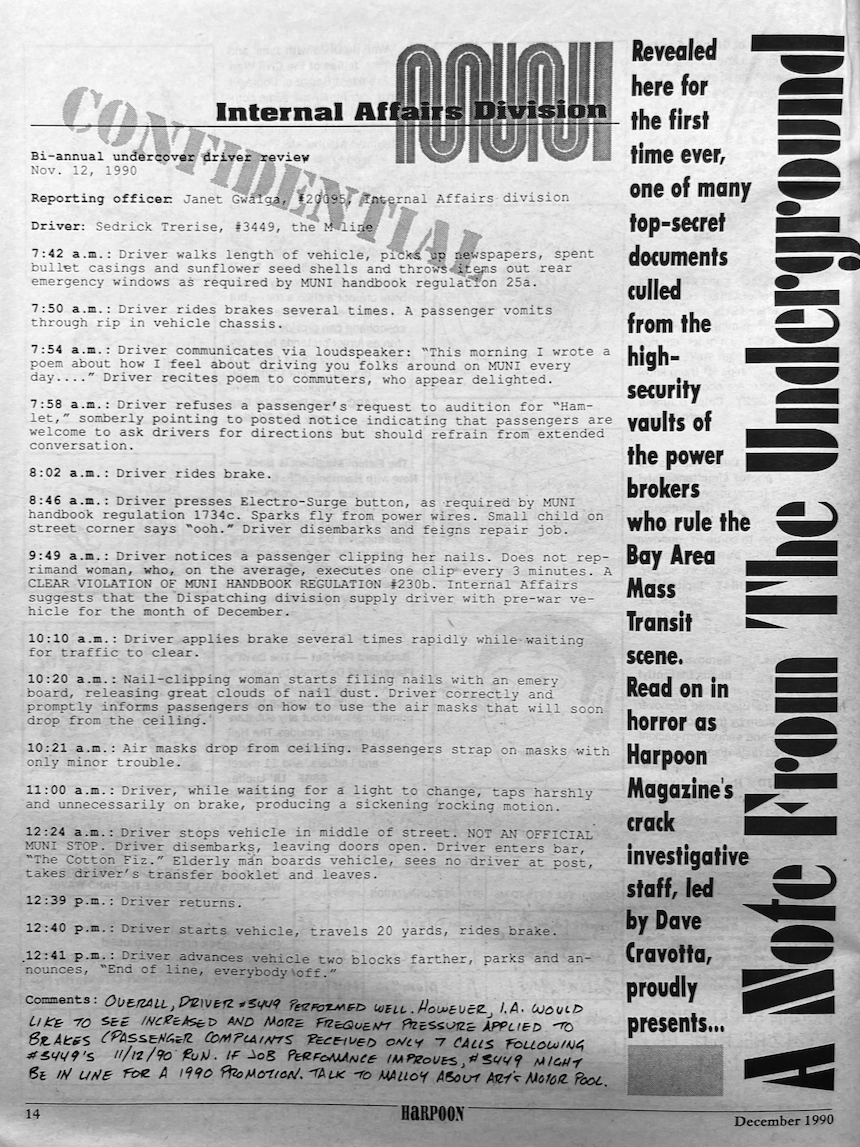 CONFIDENTIAL
MUNI
Internal Affairs Division
Bi-annual undercover driver review
Nov. 12, 1990
Reporting officer: Janet Gwalga, #20095, Internal Affairs division
Driver: Sedrick Trerise, #3449, the M line
7:42 a.m.: Driver walks length of vehicle, picks up newspapers, spent
bullet casings and sunflower seed shells and throws items out rear
emergency windows as required by MUNI handbook regulation 25a.
7:50 a.m.: Driver rides brakes several times. A passenger vomits
through rip in vehicle chassis.
7:54 a.m.: Driver communicates via loudspeaker: "This morning I wrote a
poem about how I feel about driving you folks around on MUNI every
day...." Driver recites poem to commuters, who appear delighted.
7:58 a.m.: Driver refuses a passenger's request to audition for "Ham-
let," somberly pointing to posted notice indicating that passengers are
welcome to ask drivers for directions but should refrain from extended
conversation.
8:02 a.m.: Driver rides brake.
8:46 a.m.: Driver presses Electro-Surge button, as required by MUNI
handbook regulation 1734c. Sparks fly from power wires. Small child on
street corner says "ooh." Driver disembarks and feigns repair job.
9:49 a.m.: Driver notices a passenger clipping her nails. Does not rep-
rimand woman, who, on the average, executes one clip every 3 minutes. A
CLEAR VIOLATION OF MUNI HANDBOOK REGULATION #230b. Internal Affairs
suggests that the Dispatching division supply driver with pre-war ve-
hicle for the month of December.
10:10 a.m.: Driver applies brake several times rapidly while waiting
for traffic to clear.
10:20 a.m.: Nail-clipping woman starts filing nails with an emery
board, releasing great clouds of nail dust. Driver correctly and
promptly informs passengers on how to use the air masks that will soon
drop from the ceiling.
10:21 a.m.: Air masks drop from ceiling. Passengers strap on masks with
only minor trouble.
11:00 a.m.: Driver, while waiting for a light to change, taps harshly
and unnecessarily on brake, producing a sickening rocking motion.
12:24 a.m.: Driver stops vehicle in middle of street. NOT AN OFFICIAL
MUNI STOP. Driver disembarks, leaving doors open. Driver enters bar,
"The Cotton Fiz." Elderly man boards vehicle, sees no driver at post,
takes driver's transfer booklet and leaves.
12:39 p.m.: Driver returns.
12:40 p.m.: Driver starts vehicle, travels 20 yards, rides brake.
12:41 p.m.: Driver advances vehicle two blocks farther, parks and an-
nounces, "End of line, everybody off."
Comments: OVERALL, DRIVER #3449 PERFORMED WELL. HOWEVER, I.A. WOULD
LIKE TO SEE INCREASED AND MORE FREQUENT PRESSURE APPLIED TO
BRAKES (PASSENGER COMPLAINTS RECEIVED ONLY 7 CALLS FOLLOWING
#3449'S 11/12/90 RUN. IF JOB PERFOMANCE IMPROVES, #3449 MIGHT
BE IN LINE FOR A 1990 PROMOTION. TALK TO MALLOY ABOUT ART'S MOTOR POOL.
Revealed
here for
the first
time ever,
one of many
top-secret
documents
culled
from the
high-
security
vaults of
the power
brokers
who rule the
Bay Area
Mass
Transit
scene.
Read on in
horror as
Harpoon
Magazine's
crack
investigative
staff, led
by Dave
Cravotta,
proudly
presents...
A Note From The Underground
14
HARPOON
December 1990